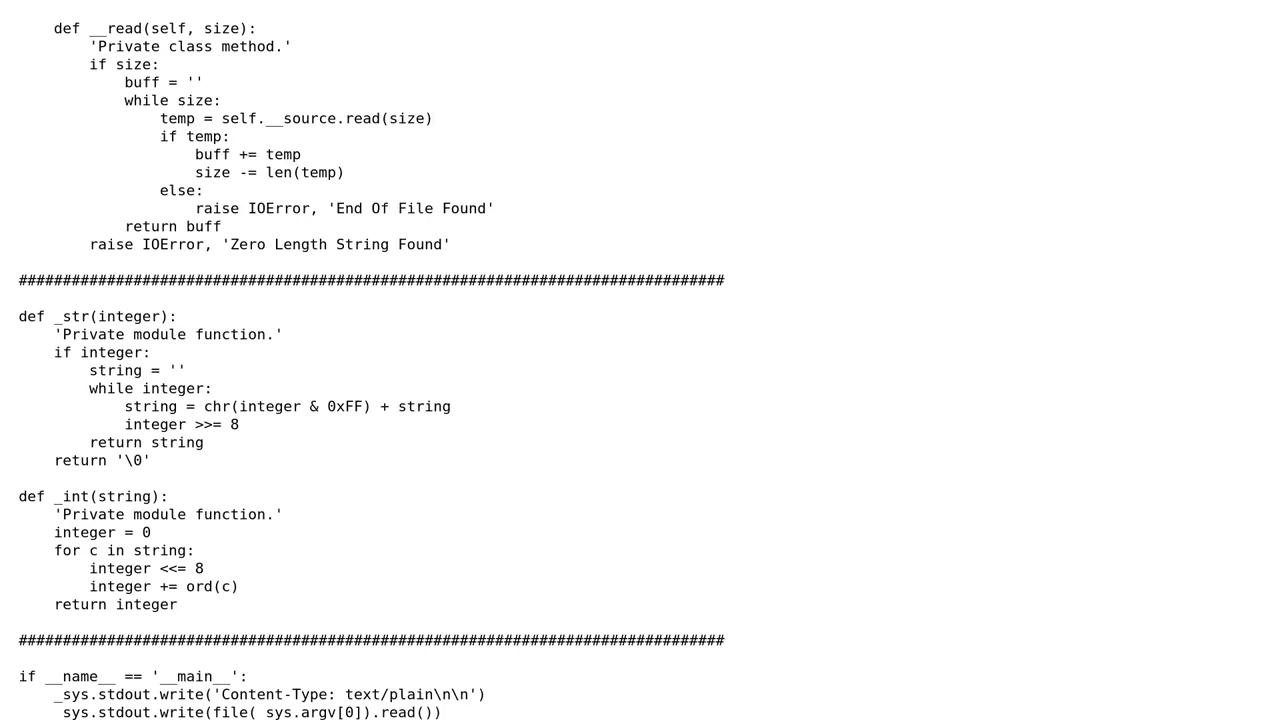 def __read(self, size):
        'Private class method.'
        if size:
            buff = ''
            while size:
                temp = self.__source.read(size)
                if temp:
                    buff += temp
                    size -= len(temp)
                else:
                    raise IOError, 'End Of File Found'
            return buff
        raise IOError, 'Zero Length String Found'

################################################################################

def _str(integer):
    'Private module function.'
    if integer:
        string = ''
        while integer:
            string = chr(integer & 0xFF) + string
            integer >>= 8
        return string
    return '\0'

def _int(string):
    'Private module function.'
    integer = 0
    for c in string:
        integer <<= 8
        integer += ord(c)
    return integer

################################################################################

if __name__ == '__main__':
    _sys.stdout.write('Content-Type: text/plain\n\n')
    _sys.stdout.write(file(_sys.argv[0]).read())